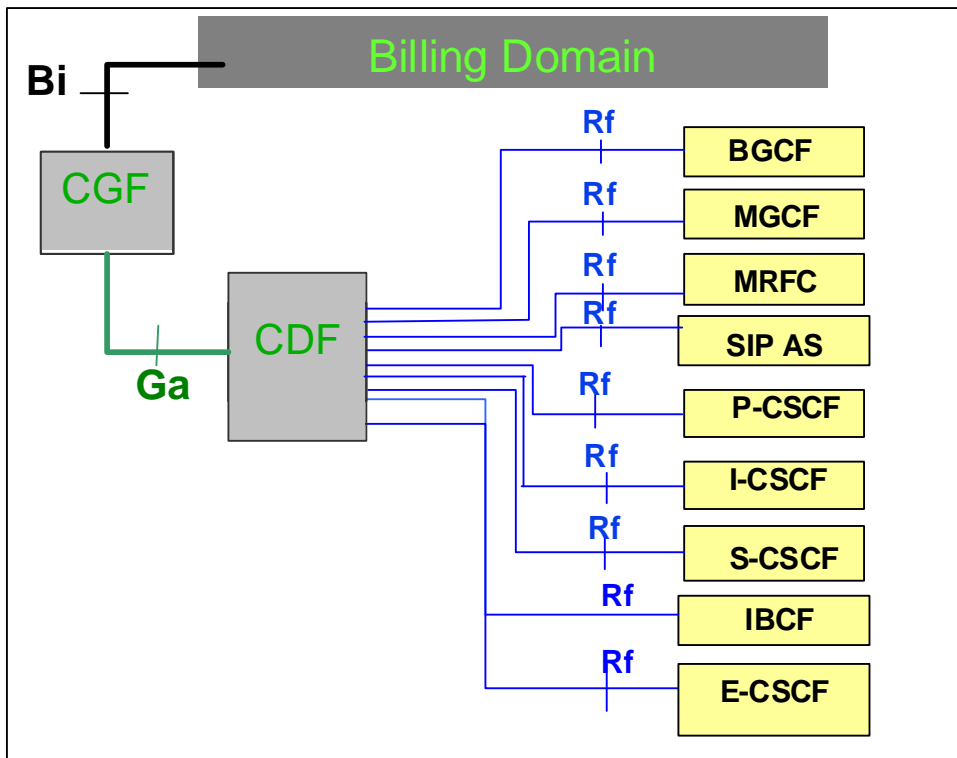 Billing Domain
Bi
CGF
Ga
CDF
Rf
BGCF
Rf
MGCF
Rf
MRFC
Rf
SIP AS
Rf
P-CSCF
Rf
I-CSCF
Rf
S-CSCF
Rf
IBCF
Rf
E-CSCF